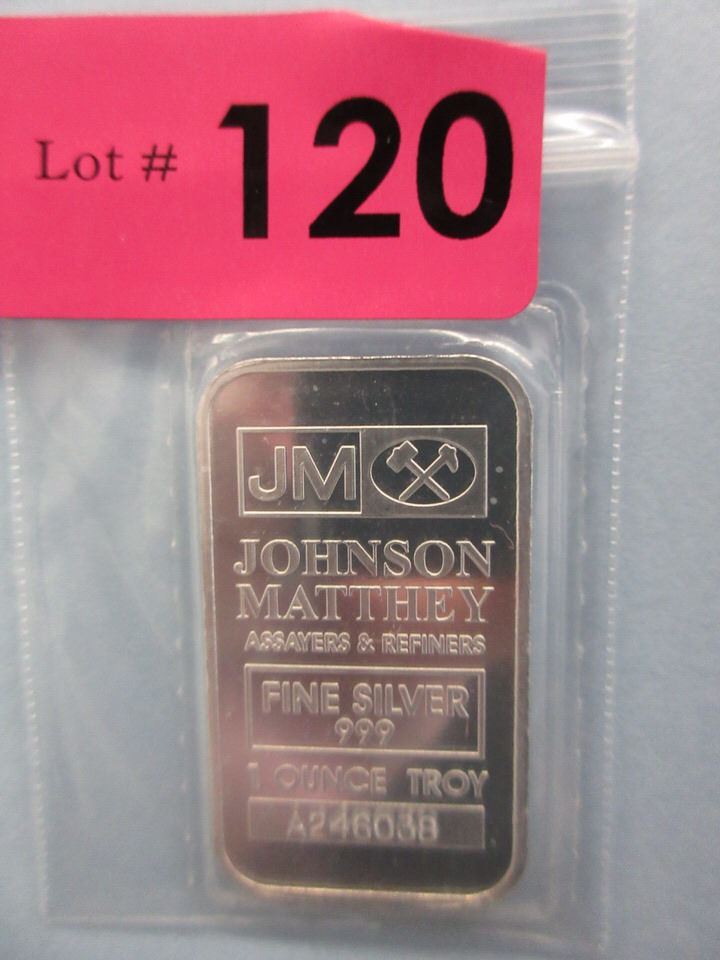 Lot # 120
JM
JOHNSON
MATTHEY
ASSAYERS & REFINERS
FINE SILVER
999
1 OUNCE TROY
A246038